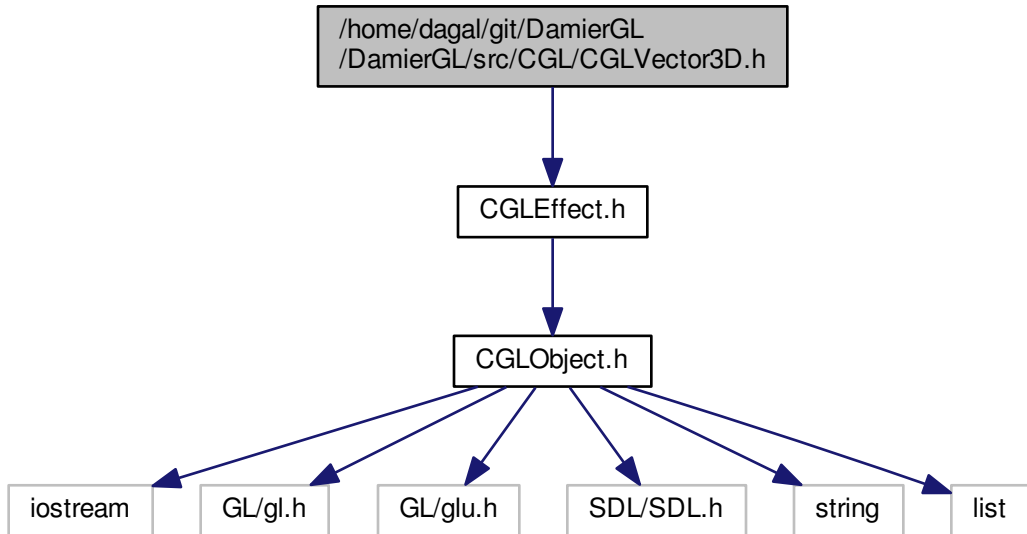 /home/dagal/git/DamierGL
/DamierGL/src/CGL/CGLVector3D.h
CGLEffect.h
CGLObject.h
iostream
GL/gl.h
GL/glu.h
SDL/SDL.h
string
list